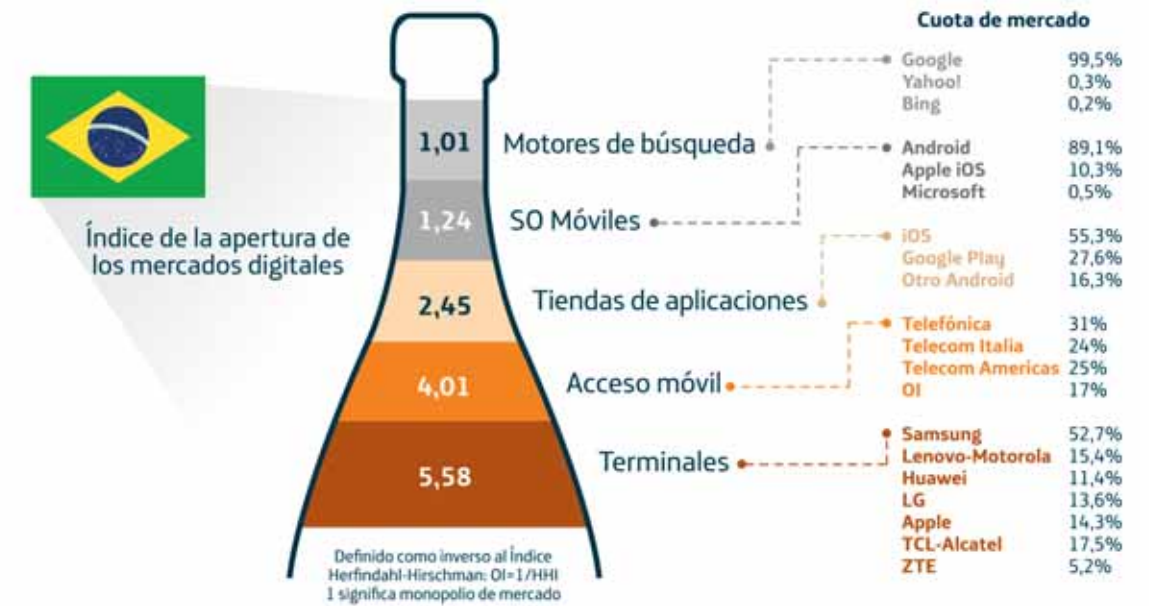 Índice de la apertura de
los mercados digitales
1,01
Motores de búsqueda
1,24
SO Móviles
2,45
Tiendas de aplicaciones
4,01
Acceso móvil
5,58
Terminales
Definido como inverso al Índice
Herfindahl-Hirschman: OI=1/HHI
1 significa monopolio de mercado
Cuota de mercado
Google 99,5%
Yahoo! 0,3%
Bing 0,2%
Android 89,1%
Apple iOS 10,3%
Microsoft 0,5%
iOS 55,3%
Google Play 27,6%
Otro Android 16,3%
Telefónica 31%
Telecom Italia 24%
Telecom Americas 25%
OI 17%
Samsung 52,7%
Lenovo-Motorola 15,4%
Huawei 11,4%
LG 13,6%
Apple 14,3%
TCL-Alcatel 17,5%
ZTE 5,2%